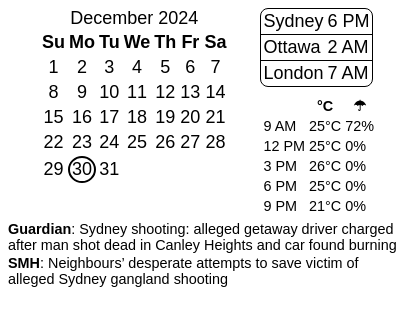 December 2024
Su Mo Tu We Th Fr Sa
1 2 3 4 5 6 7
8 9 10 11 12 13 14
15 16 17 18 19 20 21
22 23 24 25 26 27 28
29 30 31
Sydney 6 PM
Ottawa 2 AM
London 7 AM
°C ☂
9 AM 25°C 72%
12 PM 25°C 0%
3 PM 26°C 0%
6 PM 25°C 0%
9 PM 21°C 0%
Guardian: Sydney shooting: alleged getaway driver charged
after man shot dead in Canley Heights and car found burning
SMH: Neighbours’ desperate attempts to save victim of
alleged Sydney gangland shooting